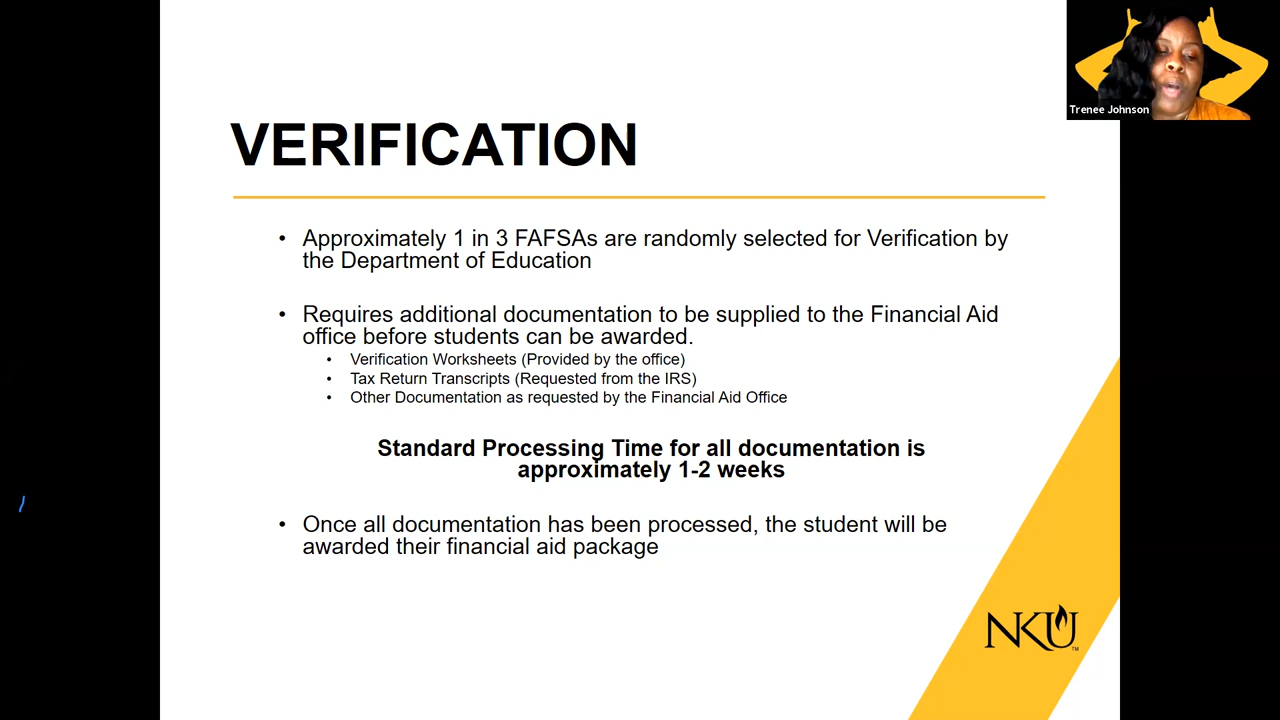 Trenee Johnson
VERIFICATION
• Approximately 1 in 3 FAFSAs are randomly selected for Verification by
the Department of Education
• Requires additional documentation to be supplied to the Financial Aid
office before students can be awarded.
• Verification Worksheets (Provided by the office)
• Tax Return Transcripts (Requested from the IRS)
• Other Documentation as requested by the Financial Aid Office
Standard Processing Time for all documentation is
approximately 1-2 weeks
• Once all documentation has been processed, the student will be
awarded their financial aid package
NKU™